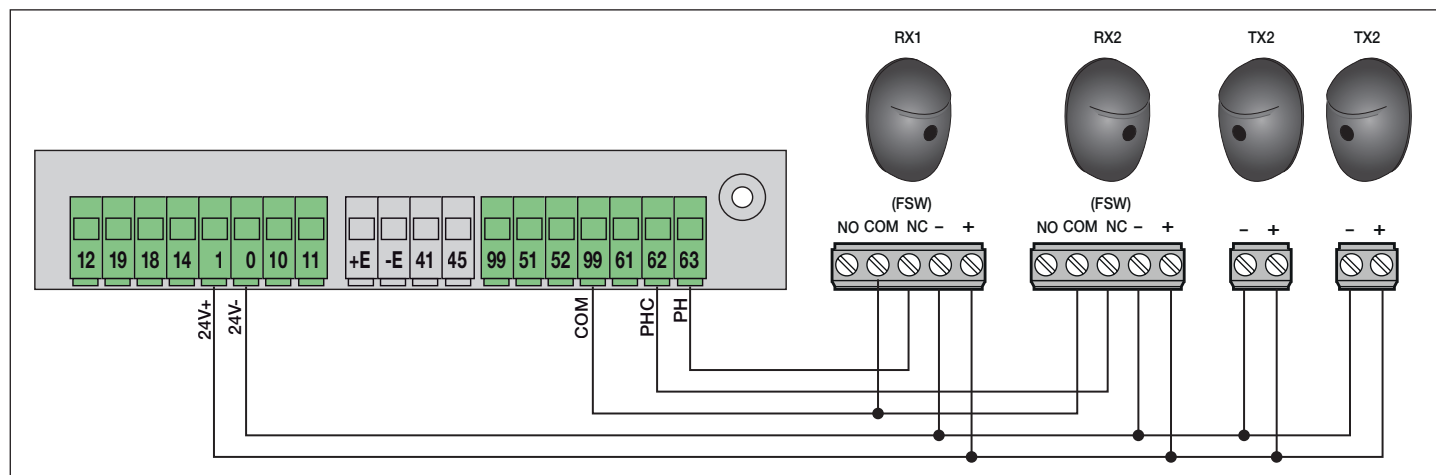 RX1 RX2 TX2 TX2
(FSW) (FSW)
NO COM NC – + NO COM NC – + – + – +
12 19 18 14 1 0 10 11 +E -E 41 45 99 51 52 99 61 62 63
24V+ 24V- COM PHC PH